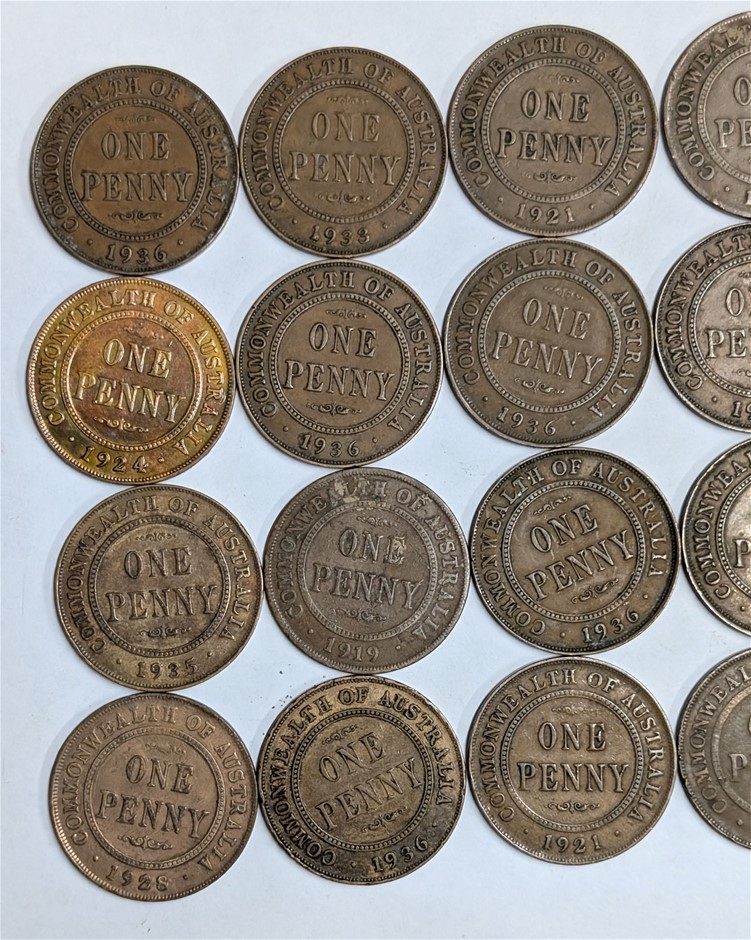 COMMONWEALTH OF AUSTRALIA
ONE
PENNY
· 1936 ·
COMMONWEALTH OF AUSTRALIA
ONE
PENNY
· 1933 ·
COMMONWEALTH OF AUSTRALIA
ONE
PENNY
· 1921 ·
COMMONWEALTH OF AUSTRALIA
ONE
PENNY
· 1924 ·
COMMONWEALTH OF AUSTRALIA
ONE
PENNY
· 1936 ·
COMMONWEALTH OF AUSTRALIA
ONE
PENNY
· 1936 ·
COMMONWEALTH OF AUSTRALIA
ONE
PENNY
· 1935 ·
COMMONWEALTH OF AUSTRALIA
ONE
PENNY
· 1919 ·
COMMONWEALTH OF AUSTRALIA
ONE
PENNY
· 1936 ·
COMMONWEALTH OF AUSTRALIA
ONE
PENNY
· 1928 ·
COMMONWEALTH OF AUSTRALIA
ONE
PENNY
· 1936 ·
COMMONWEALTH OF AUSTRALIA
ONE
PENNY
· 1921 ·